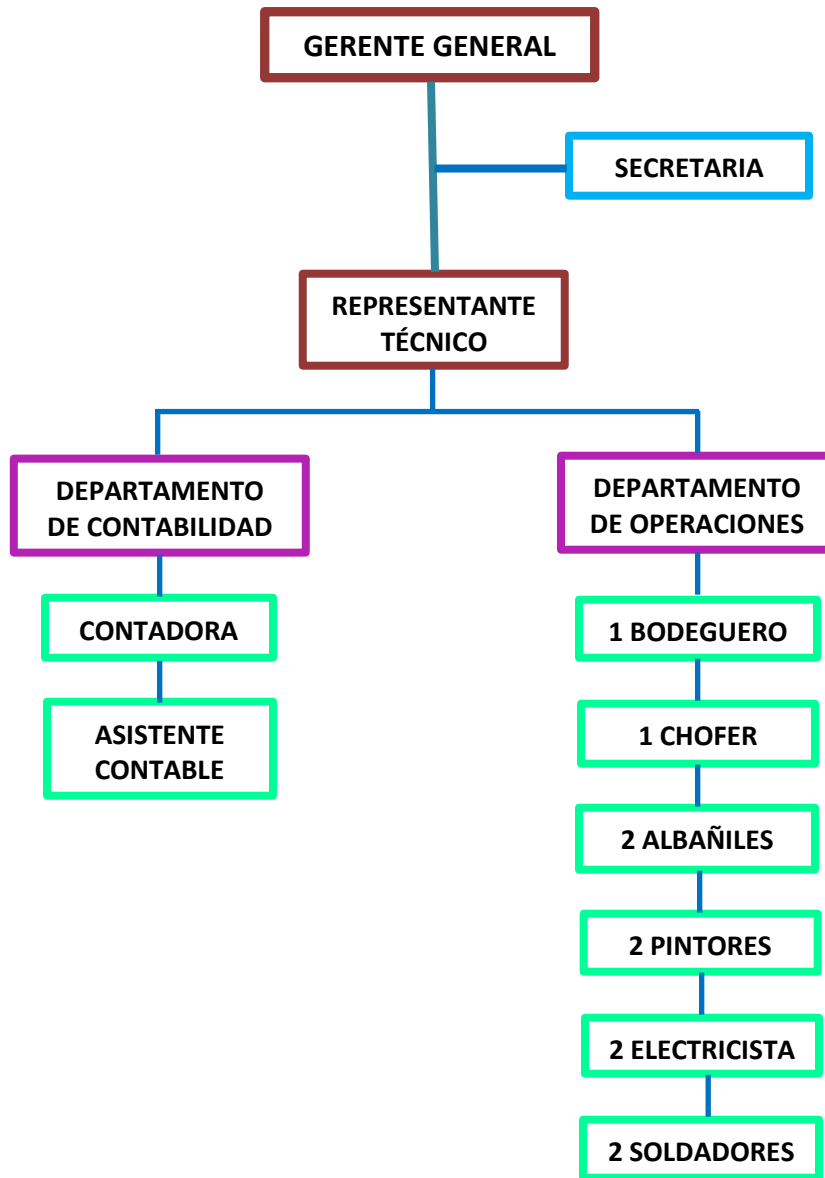 GERENTE GENERAL
SECRETARIA
REPRESENTANTE
TÉCNICO
DEPARTAMENTO
DE CONTABILIDAD
DEPARTAMENTO
DE OPERACIONES
CONTADORA
1 BODEGUERO
ASISTENTE
CONTABLE
1 CHOFER
2 ALBAÑILES
2 PINTORES
2 ELECTRICISTA
2 SOLDADORES